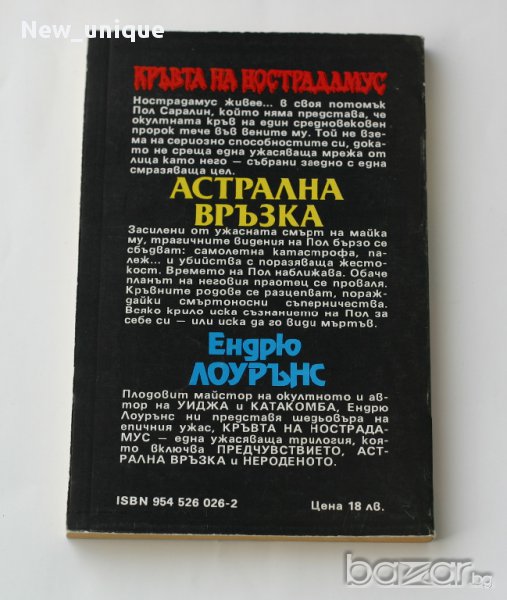 New_unique
КРЪВТА НА НОСТРАДАМУС
Нострадамус живее... в своя потомък
Пол Саралин, който няма представа, че
окултната кръв на един средновековен
пророк тече във вените му. Той не взе-
ма на сериозно способностите си, дока-
то не среща една ужасяваща мрежа от
лица като него — събрани заедно с една
смразяваща цел.
АСТРАЛНА
ВРЪЗКА
Засилени от ужасната смърт на майка
му, трагичните видения на Пол бързо се
сбъдват: самолетна катастрофа, па-
леж... и убийства с поразяваща жесто-
кост. Времето на Пол наближава. Обаче
планът на неговия праотец се проваля.
Кръвните родове се разцепват, пораж-
дайки смъртоносни съперничества.
Всяко крило иска съзнанието на Пол за
себе си — или иска да го види мъртъв.
Ендрю
ЛОУРЪНС
Плодовит майстор на окултното и ав-
тор на УИДЖА и КАТАКОМБА, Ендрю
Лоурънс ни представя шедьовъра на
епичния ужас, КРЪВТА НА НОСТРАДА-
МУС — една ужасяваща трилогия, коя-
то включва ПРЕДЧУВСТВИЕТО, АСТ-
РАЛНА ВРЪЗКА и НЕРОДЕНОТО.
ISBN 954 526 026-2 Цена 18 лв.
bazar.bg